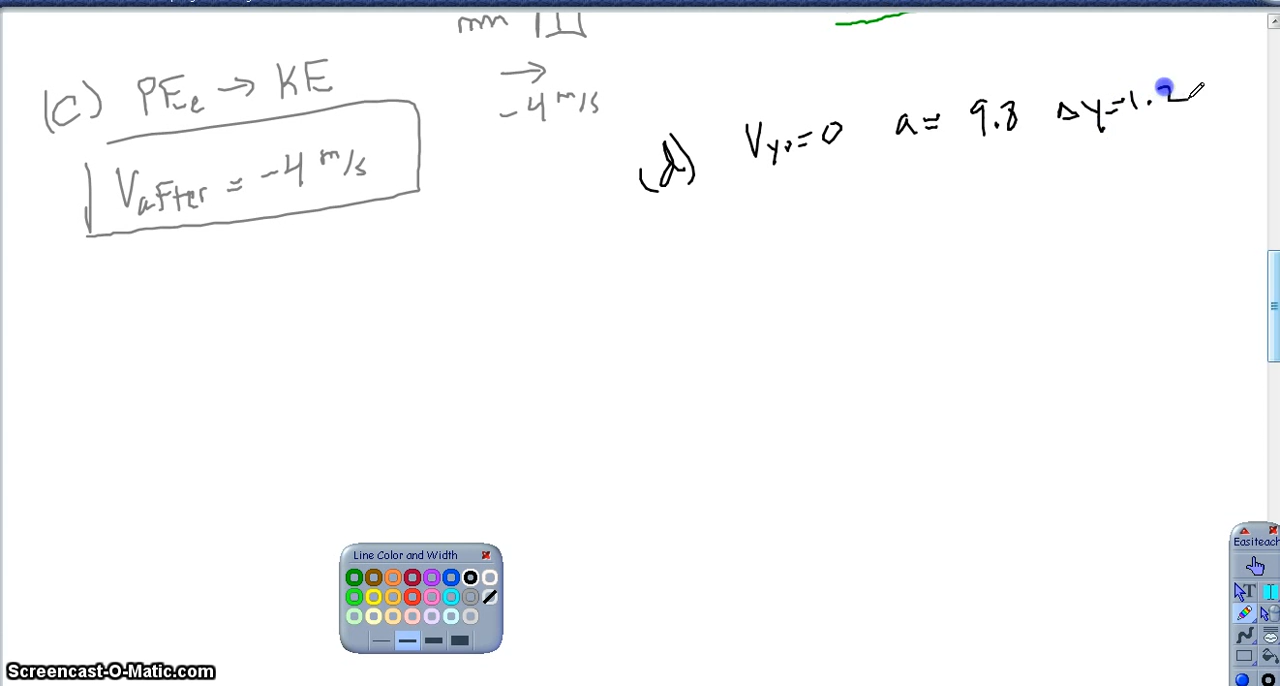 (c) PEe → KE
→
-4 m/s
Vafter = -4 m/s
(d) Vyo = 0 a = 9.8 Δy = 1.2
Line Color and Width
Easiteach
Screencast-O-Matic.com